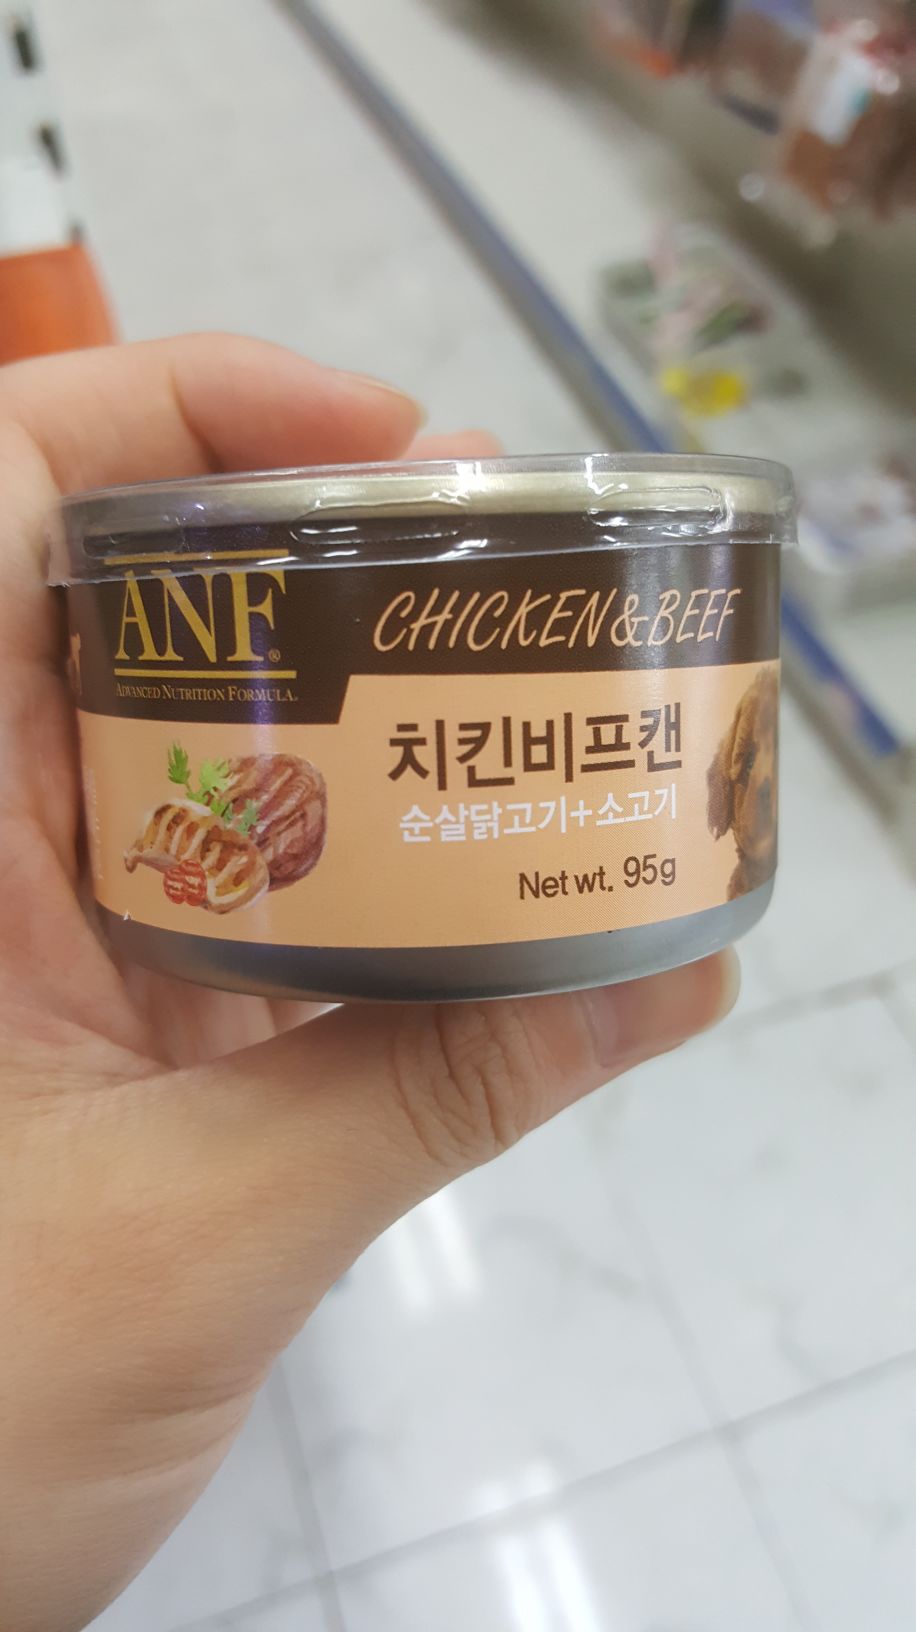 ANF®
ADVANCED NUTRITION FORMULA®
CHICKEN & BEEF
치킨비프캔
순살닭고기+소고기
Net wt. 95g